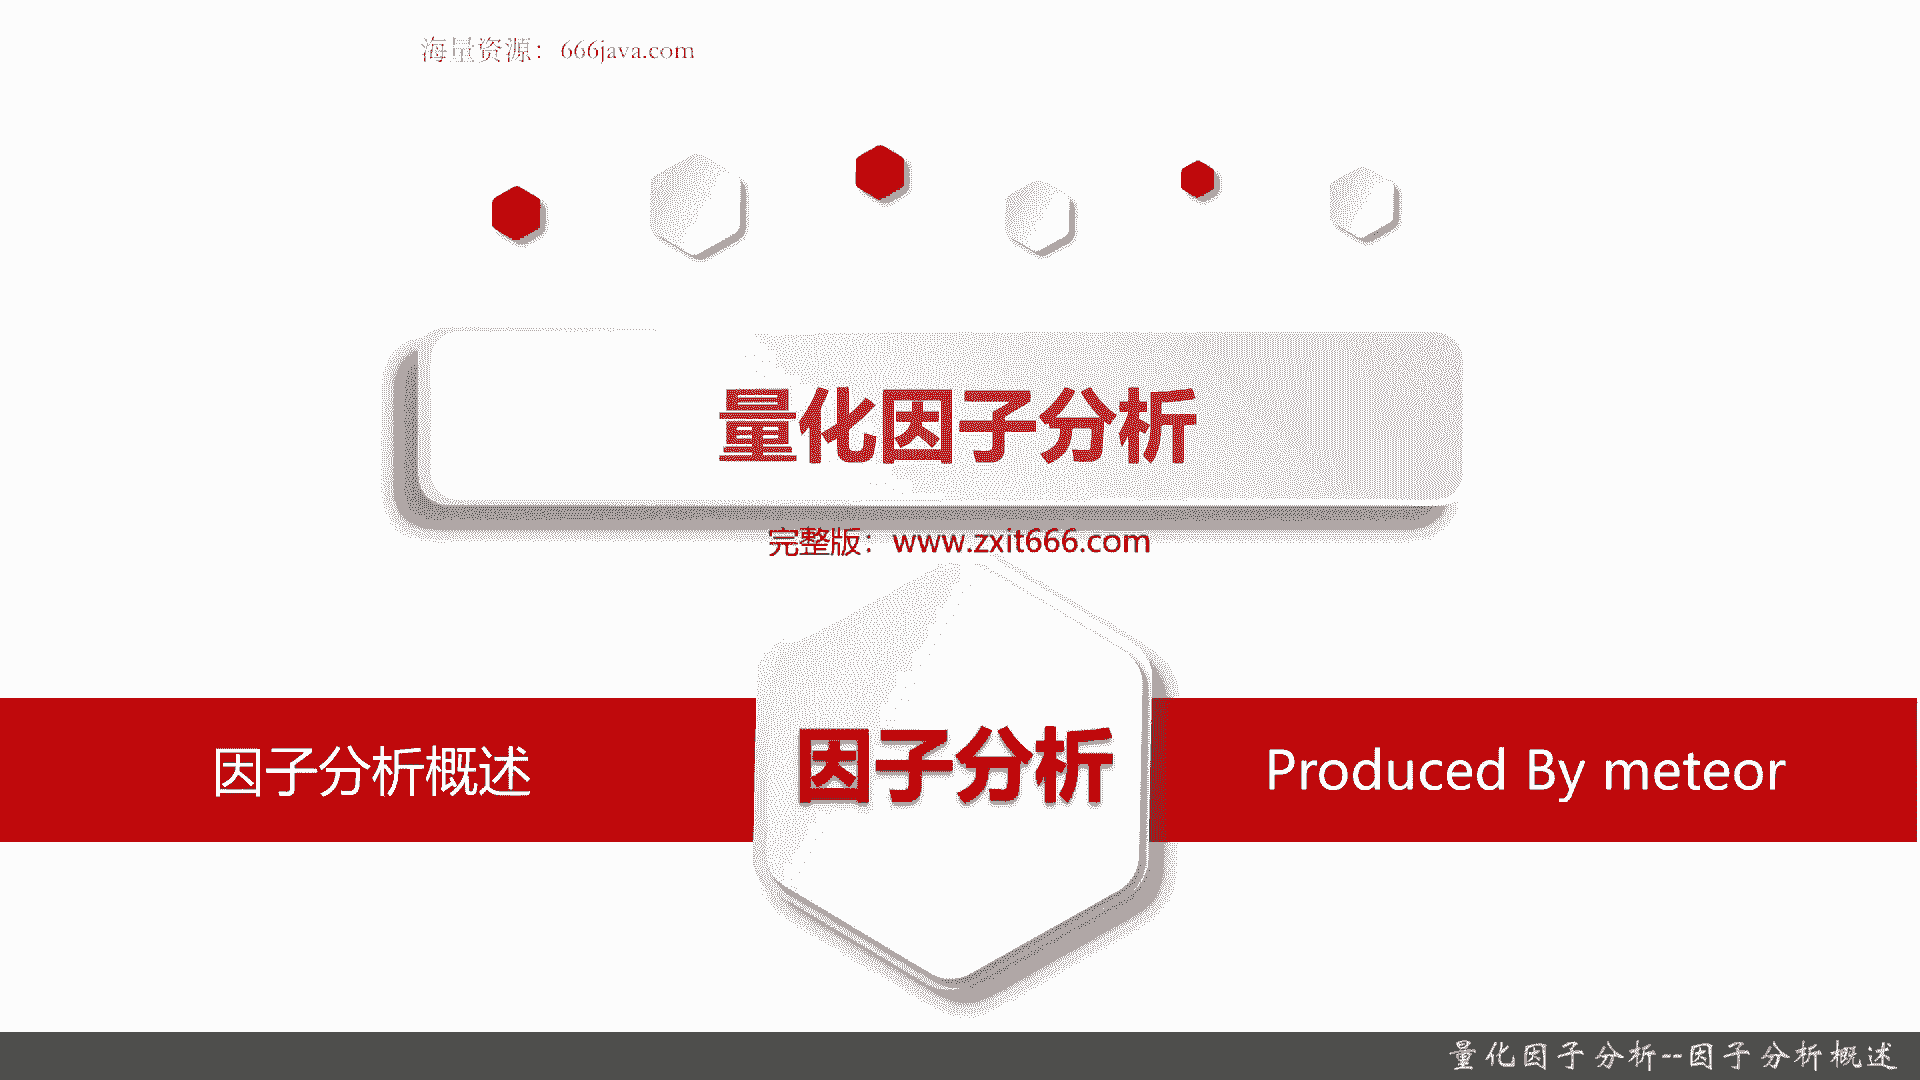 海量资源：666java.com
量化因子分析
完整版：www.zxit666.com
因子分析概述
因子分析
Produced By meteor
量化因子分析--因子分析概述